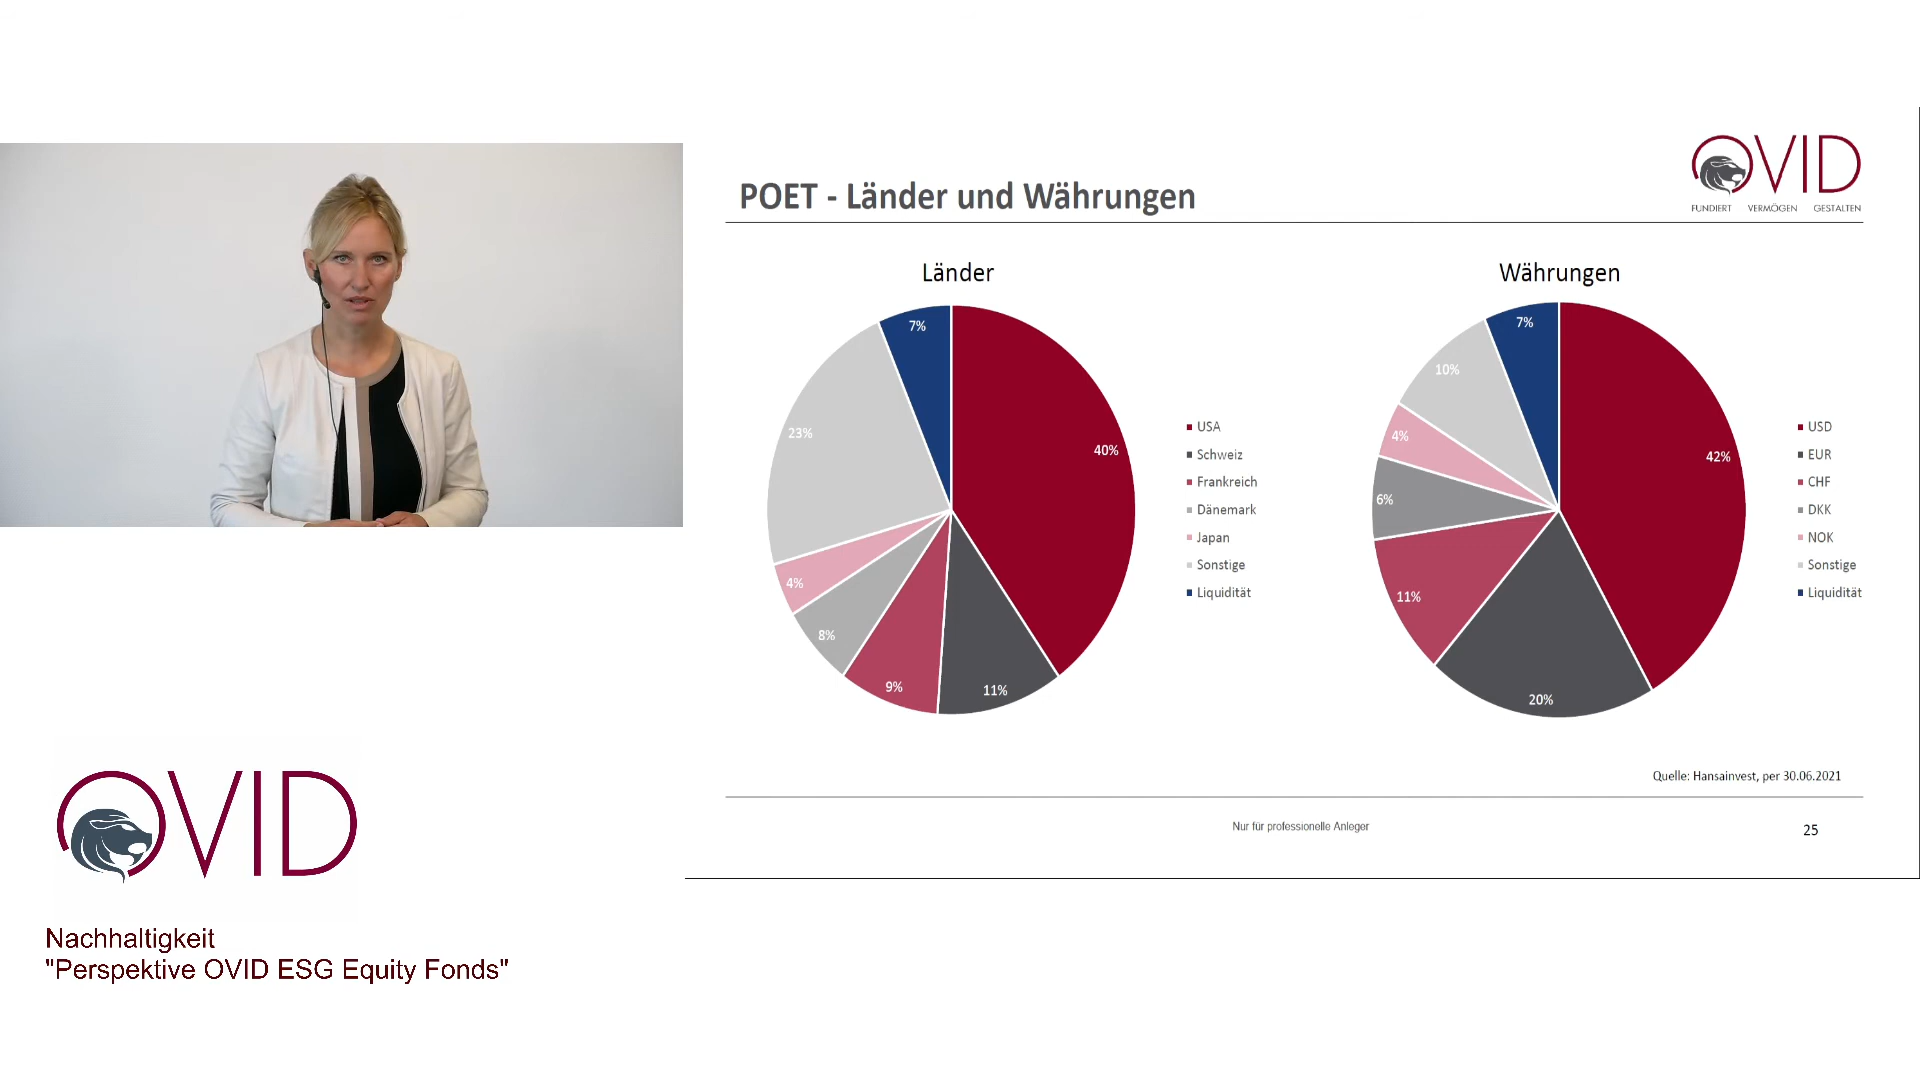 OVID
FUNDIERT VERMÖGEN GESTALTEN
POET - Länder und Währungen
Länder
7%
40%
23%
4%
8%
9%
11%
USA
Schweiz
Frankreich
Dänemark
Japan
Sonstige
Liquidität
Währungen
7%
42%
10%
4%
6%
11%
20%
USD
EUR
CHF
DKK
NOK
Sonstige
Liquidität
Quelle: Hansainvest, per 30.06.2021
Nur für professionelle Anleger
25
OVID
Nachhaltigkeit
"Perspektive OVID ESG Equity Fonds"